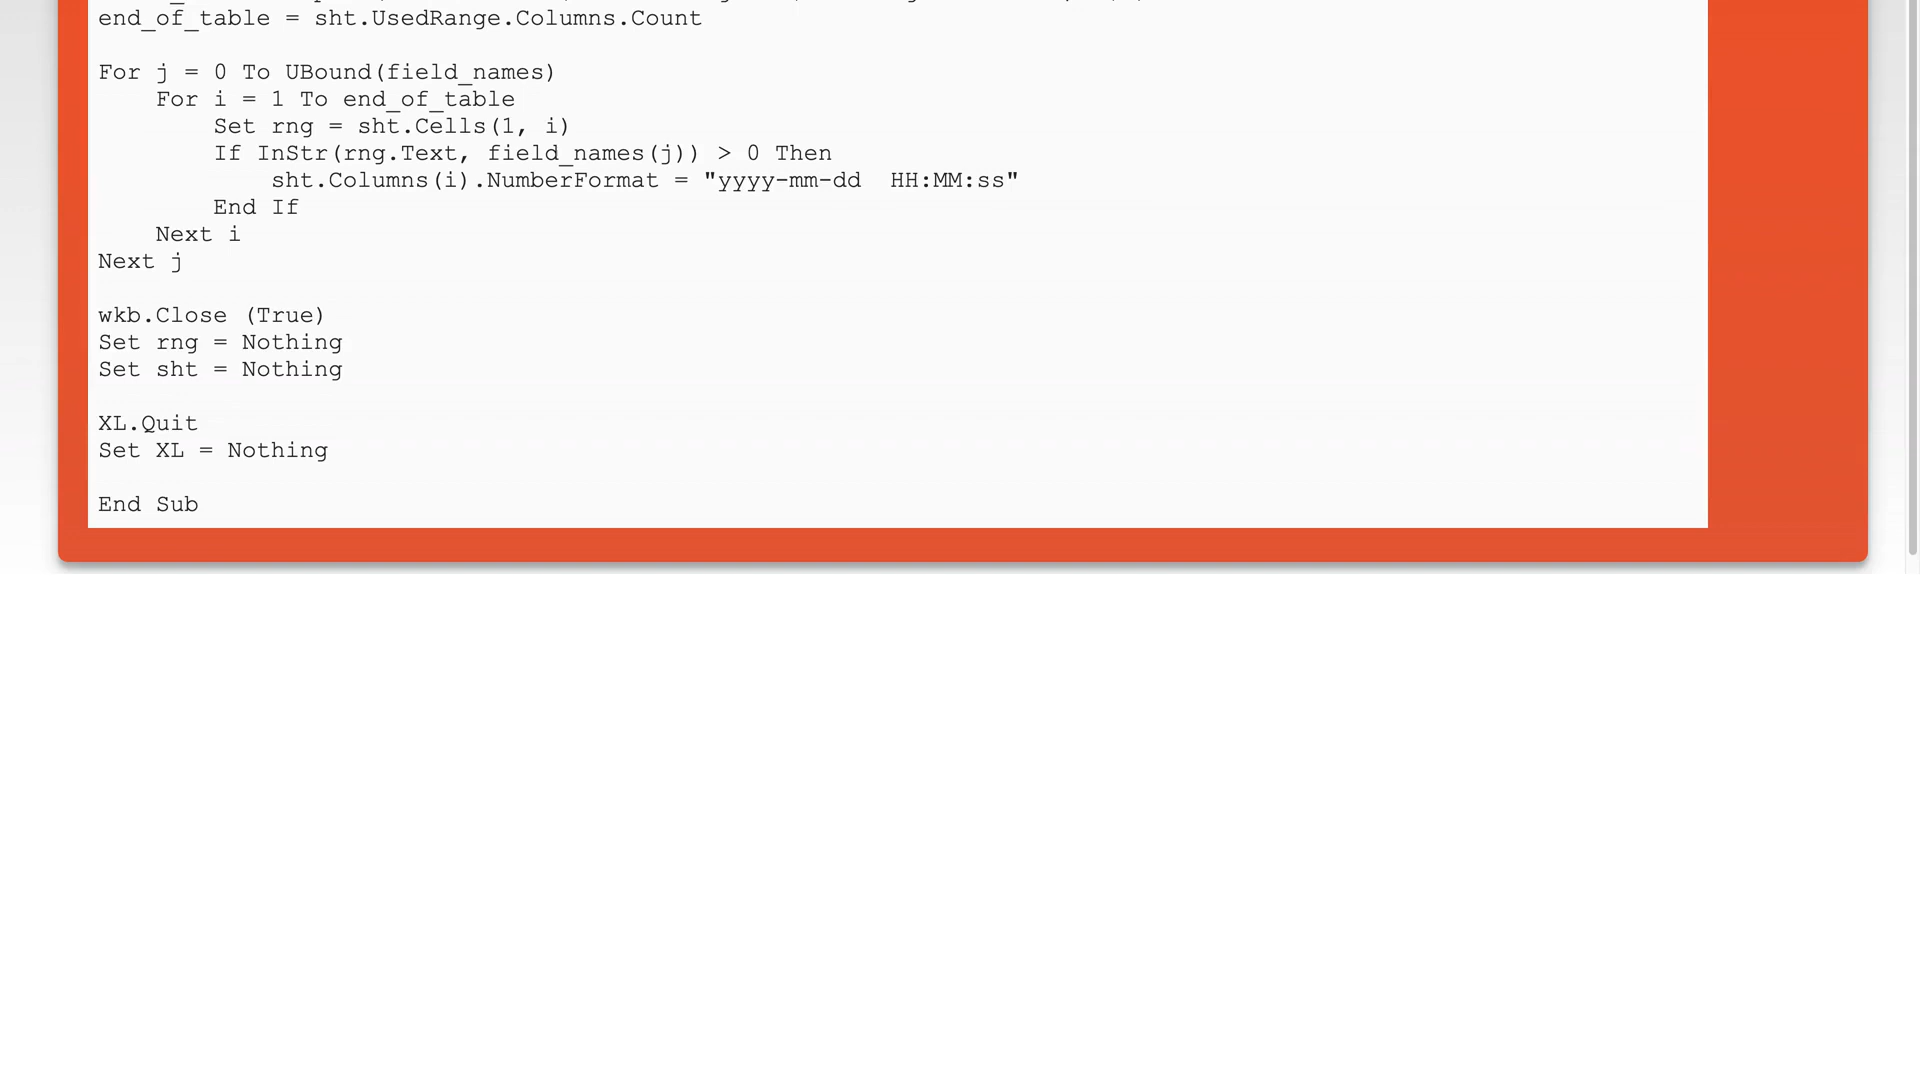 end_of_table = sht.UsedRange.Columns.Count
For j = 0 To UBound(field_names)
For i = 1 To end_of_table
Set rng = sht.Cells(1, i)
If InStr(rng.Text, field_names(j)) > 0 Then
sht.Columns(i).NumberFormat = "yyyy-mm-dd  HH:MM:ss"
End If
Next i
Next j
wkb.Close (True)
Set rng = Nothing
Set sht = Nothing
XL.Quit
Set XL = Nothing
End Sub